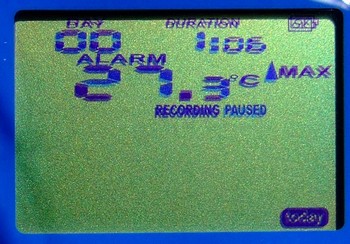 DAY DURATION
00 1:06
ALARM
27.3°C MAX
RECORDING PAUSED
today